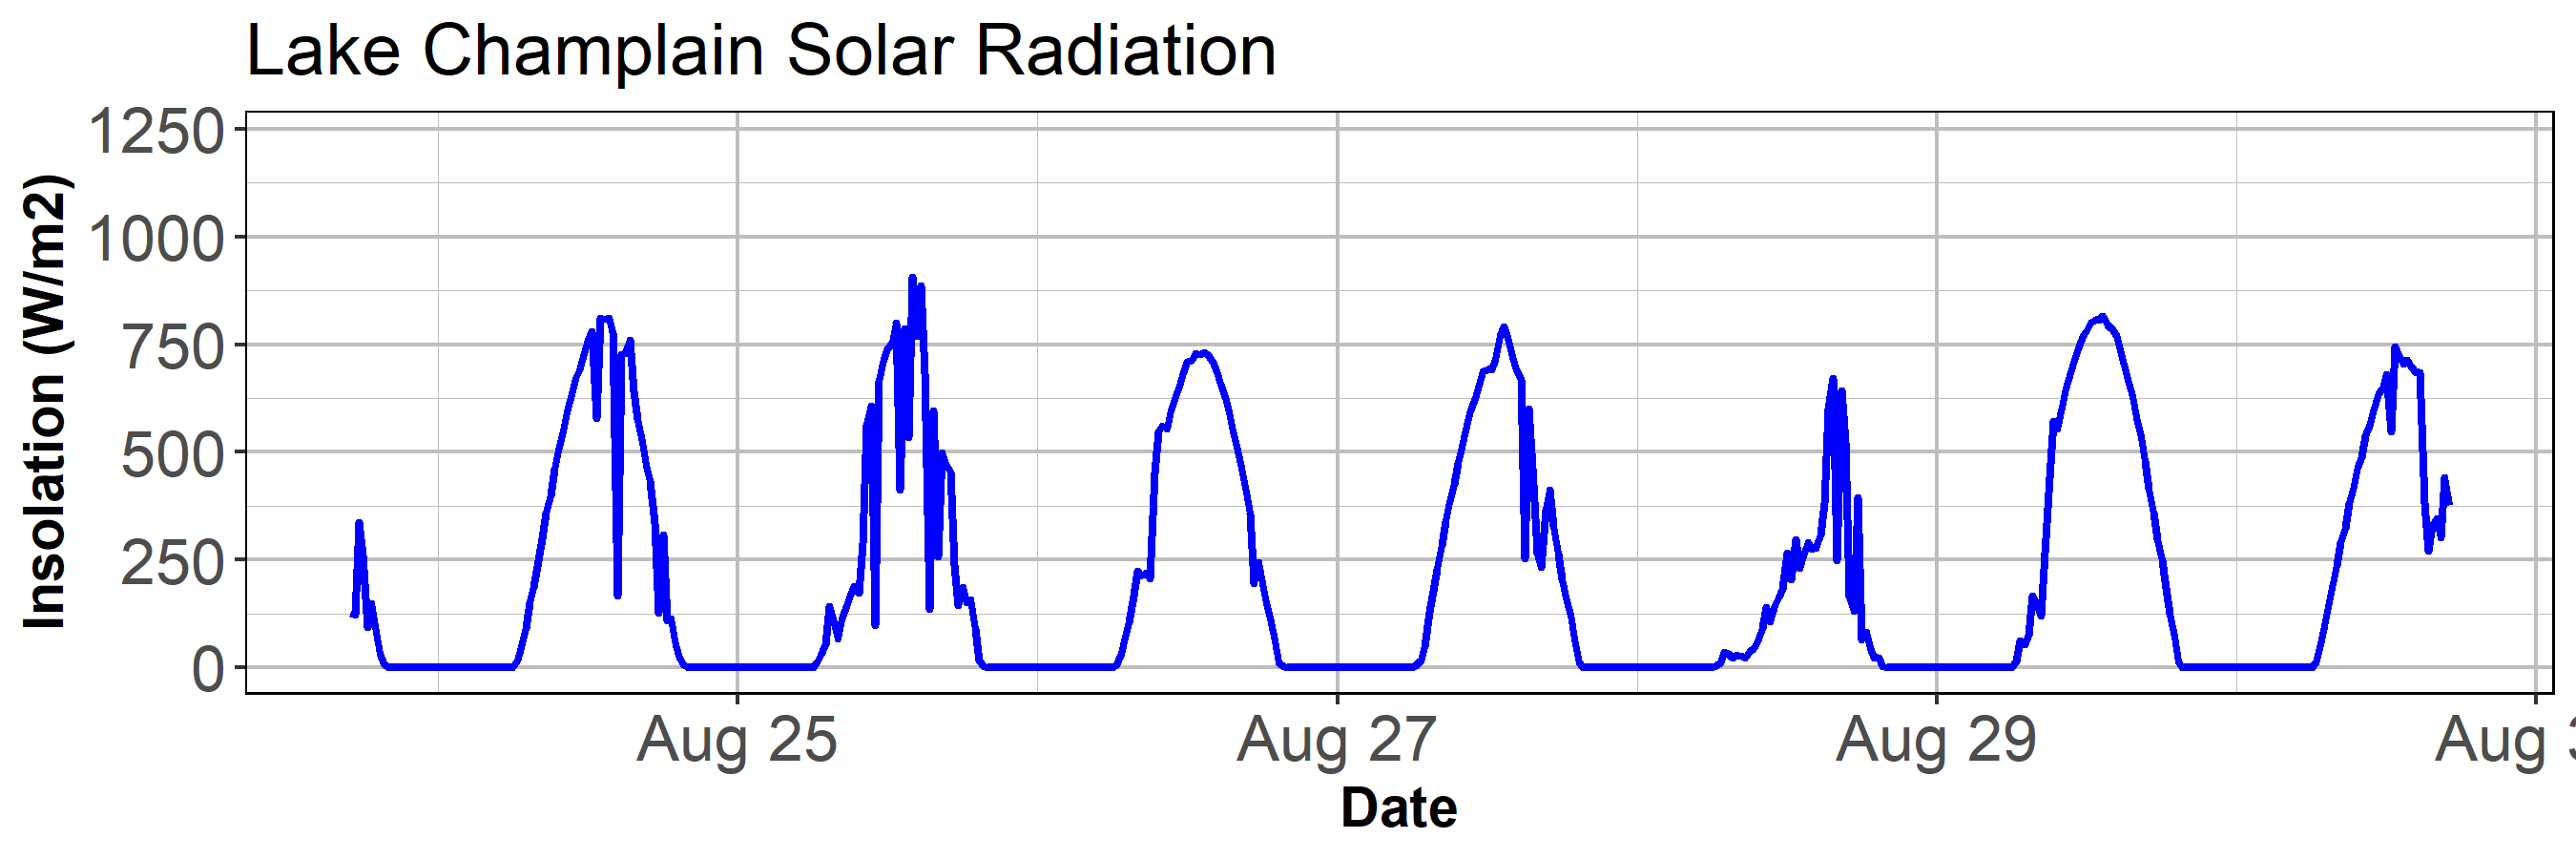 Lake Champlain Solar Radiation
Insolation (W/m2)
1250
1000
750
500
250
0
Aug 25
Aug 27
Aug 29
Aug
Date